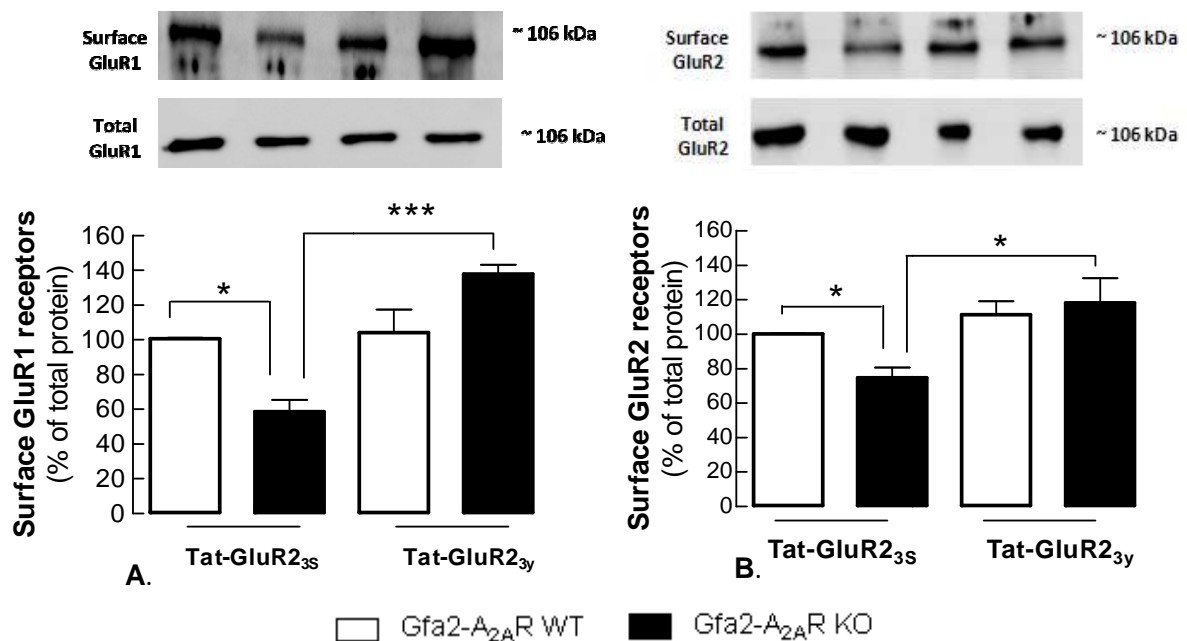 Surface
GluR1
~ 106 kDa
Total
GluR1
~ 106 kDa
Surface GluR1 receptors
(% of total protein)
160
140
120
100
80
60
40
20
0
*
***
Tat-GluR2₃S
Tat-GluR2₃y
A.
Surface
GluR2
~ 106 kDa
Total
GluR2
~ 106 kDa
Surface GluR2 receptors
(% of total protein)
160
140
120
100
80
60
40
20
0
*
*
Tat-GluR2₃S
Tat-GluR2₃y
B.
Gfa2-A₂ₐR WT
Gfa2-A₂ₐR KO